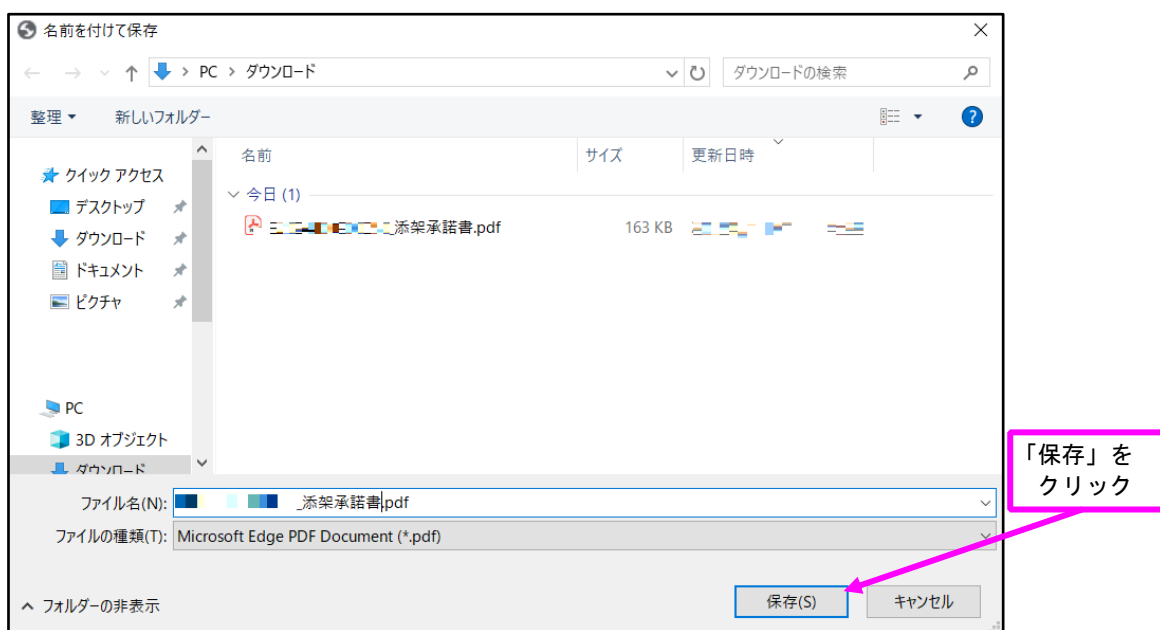 名前を付けて保存
PC > ダウンロード
ダウンロードの検索
整理
新しいフォルダー
名前
サイズ
更新日時
クイック アクセス
デスクトップ
ダウンロード
ドキュメント
ピクチャ
PC
3D オブジェクト
ダウンロード
今日 (1)
_添架承諾書.pdf
163 KB
ファイル名(N):
_添架承諾書.pdf
ファイルの種類(T):
Microsoft Edge PDF Document (*.pdf)
フォルダーの非表示
保存(S)
キャンセル
「保存」を
クリック